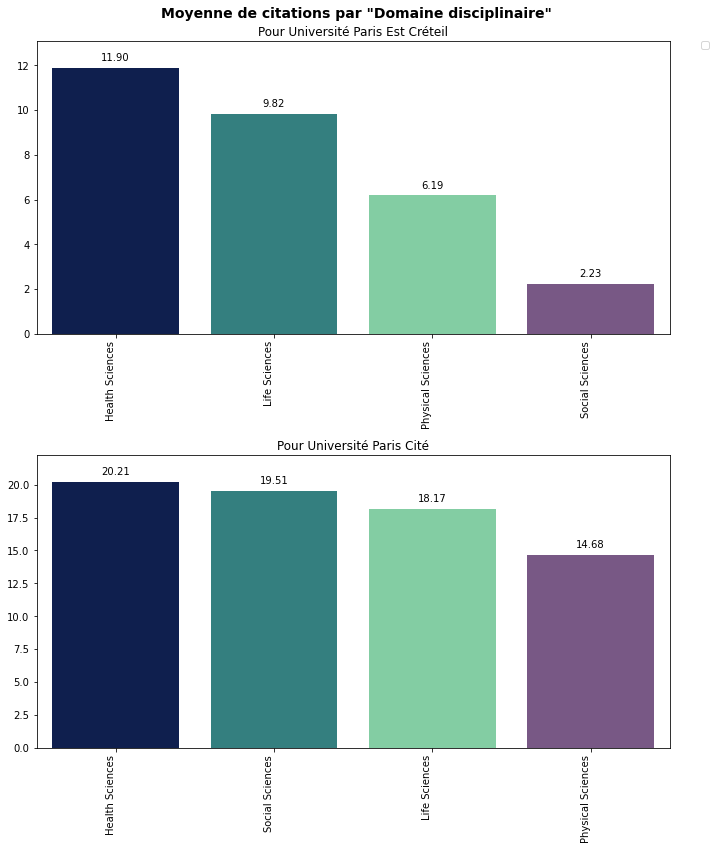 Moyenne de citations par "Domaine disciplinaire"
Pour Université Paris Est Créteil
12
10
8
6
4
2
0
11.90
9.82
6.19
2.23
Health Sciences
Life Sciences
Physical Sciences
Social Sciences
Pour Université Paris Cité
20.0
17.5
15.0
12.5
10.0
7.5
5.0
2.5
0.0
20.21
19.51
18.17
14.68
Health Sciences
Social Sciences
Life Sciences
Physical Sciences